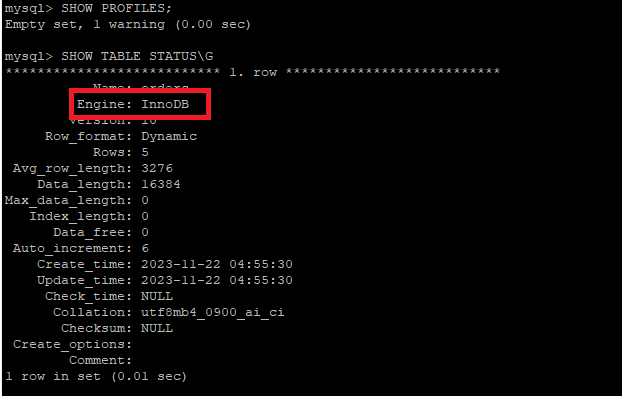 mysql> SHOW PROFILES;
Empty set, 1 warning (0.00 sec)
mysql> SHOW TABLE STATUS\G
*************************** 1. row ***************************
Name: orders
Engine: InnoDB
Version: 10
Row_format: Dynamic
Rows: 5
Avg_row_length: 3276
Data_length: 16384
Max_data_length: 0
Index_length: 0
Data_free: 0
Auto_increment: 6
Create_time: 2023-11-22 04:55:30
Update_time: 2023-11-22 04:55:30
Check_time: NULL
Collation: utf8mb4_0900_ai_ci
Checksum: NULL
Create_options:
Comment:
1 row in set (0.01 sec)